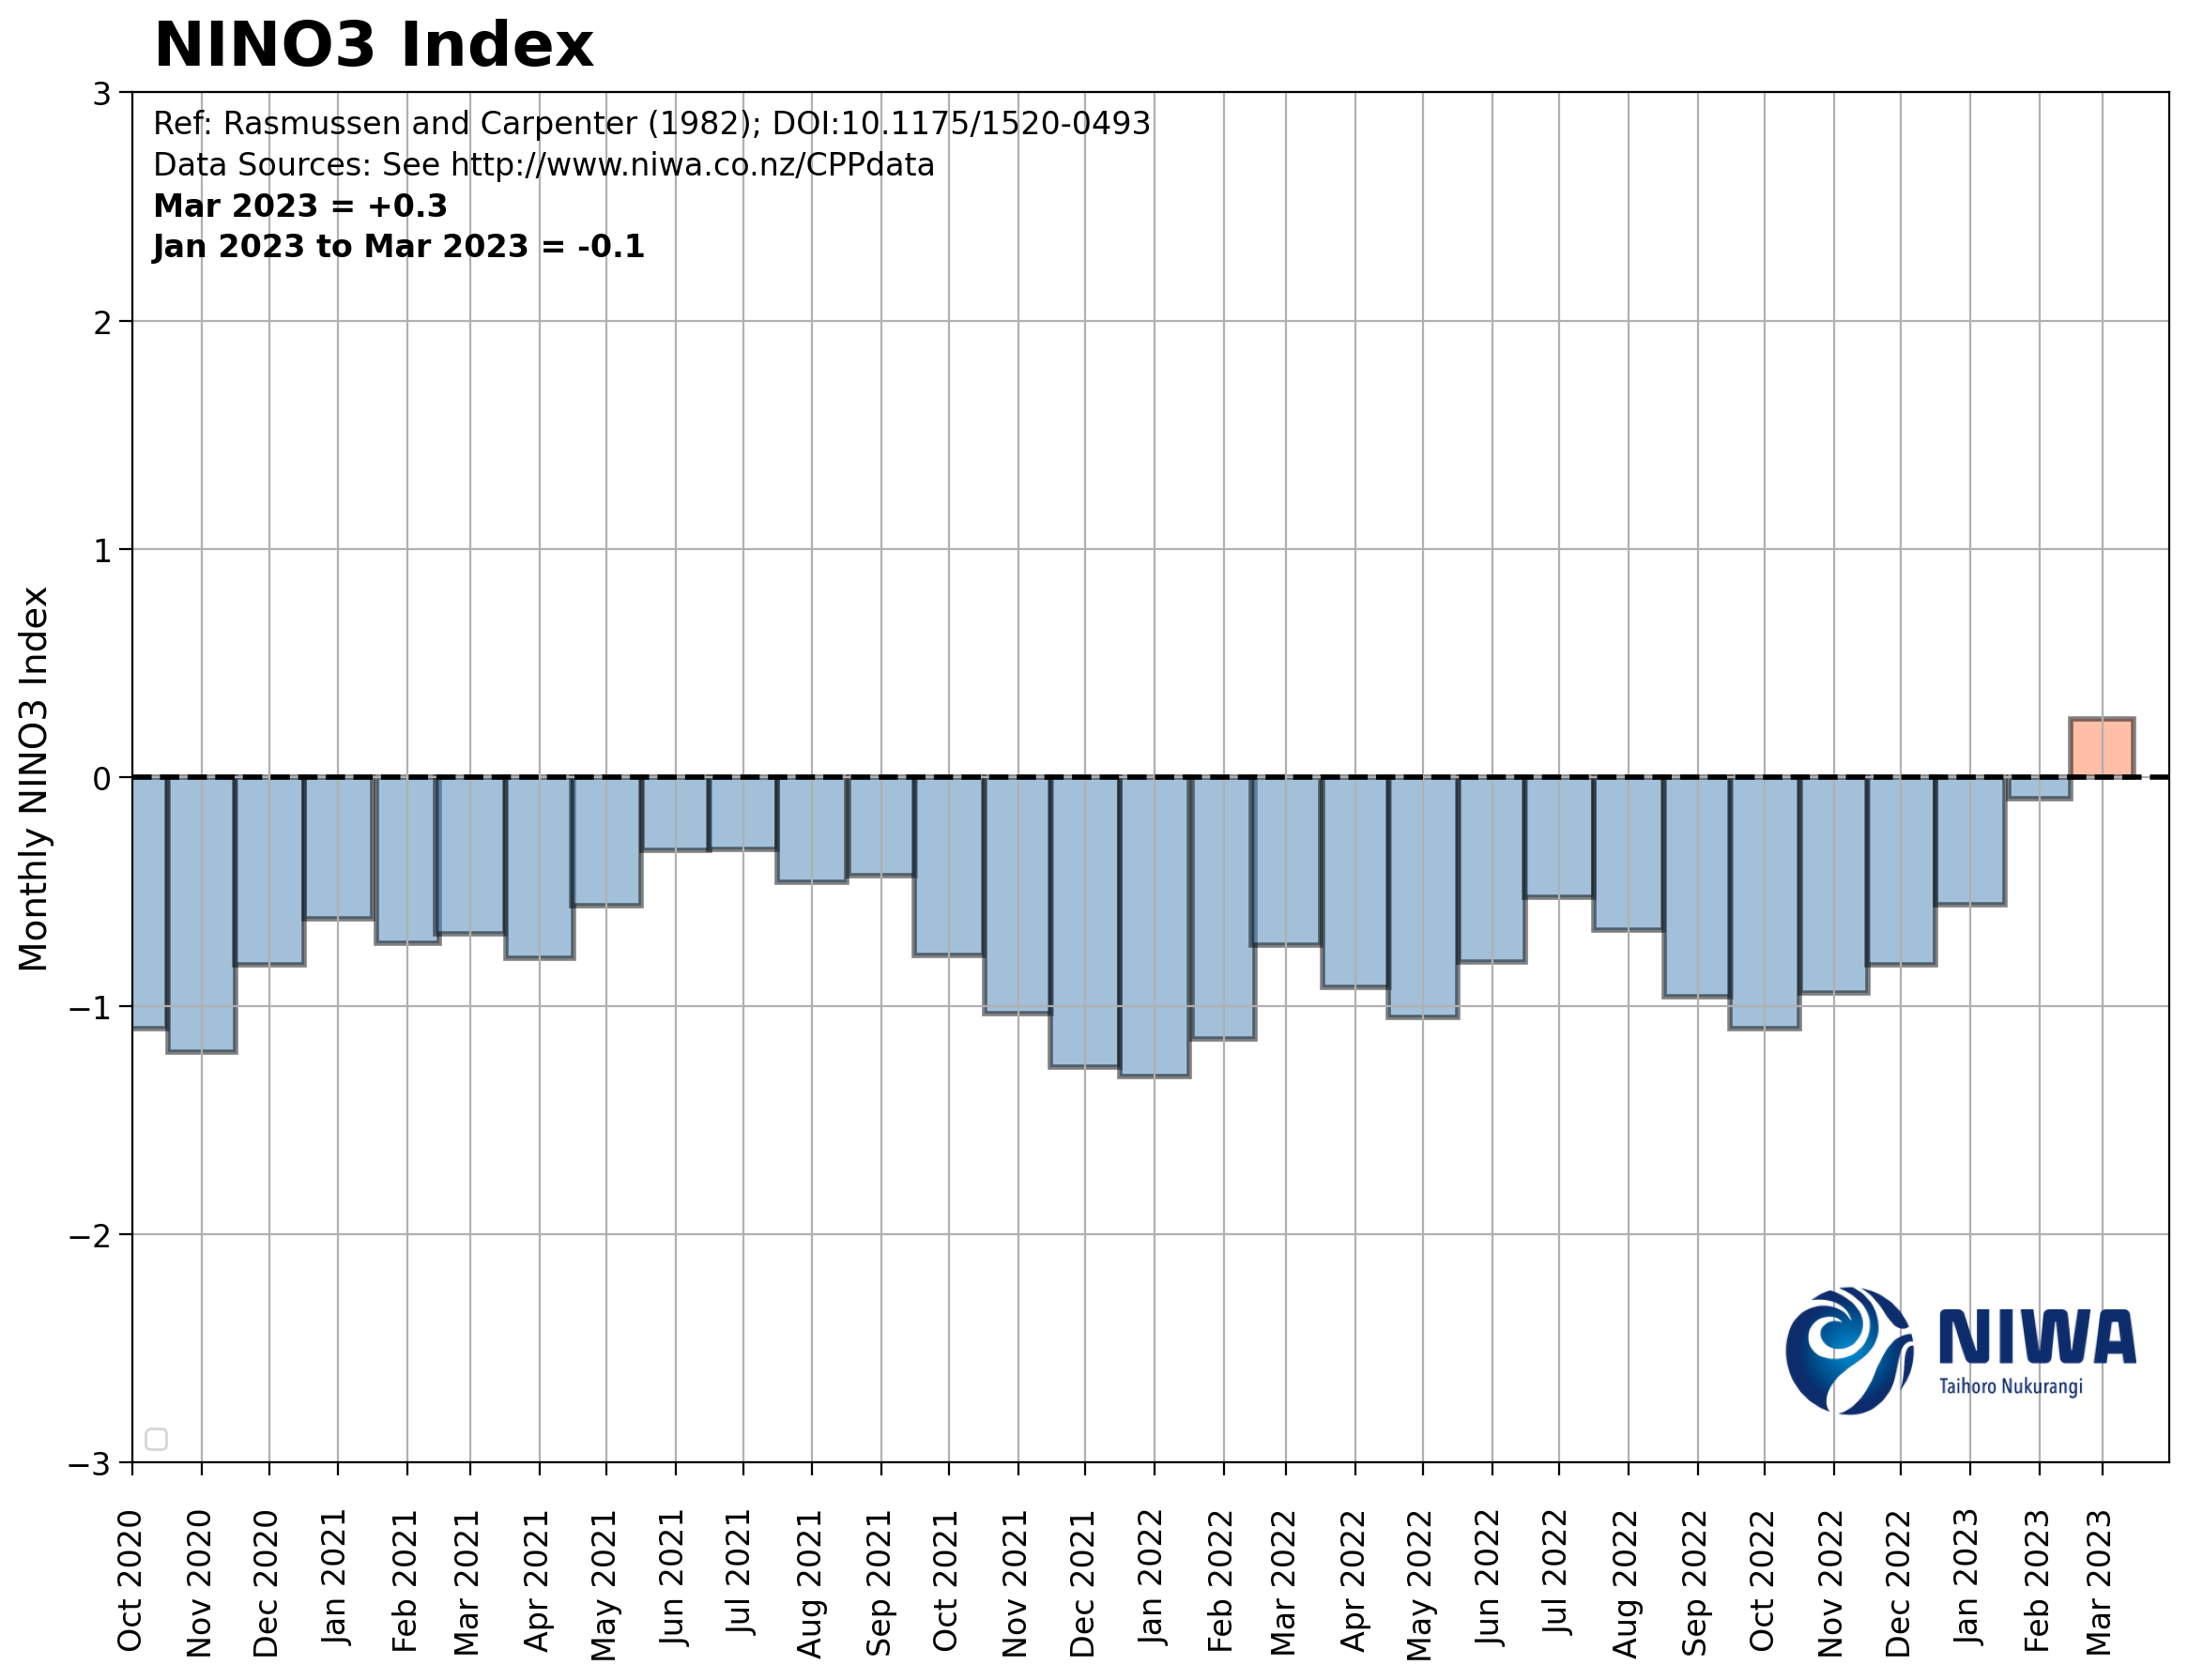 NINO3 Index
3
Ref: Rasmussen and Carpenter (1982); DOI:10.1175/1520-0493
Data Sources: See http://www.niwa.co.nz/CPPdata
Mar 2023 = +0.3
Jan 2023 to Mar 2023 = -0.1
2
1
Monthly NINO3 Index
0
−1
−2
NIWA
Taihoro Nukurangi
−3
Oct 2020
Nov 2020
Dec 2020
Jan 2021
Feb 2021
Mar 2021
Apr 2021
May 2021
Jun 2021
Jul 2021
Aug 2021
Sep 2021
Oct 2021
Nov 2021
Dec 2021
Jan 2022
Feb 2022
Mar 2022
Apr 2022
May 2022
Jun 2022
Jul 2022
Aug 2022
Sep 2022
Oct 2022
Nov 2022
Dec 2022
Jan 2023
Feb 2023
Mar 2023